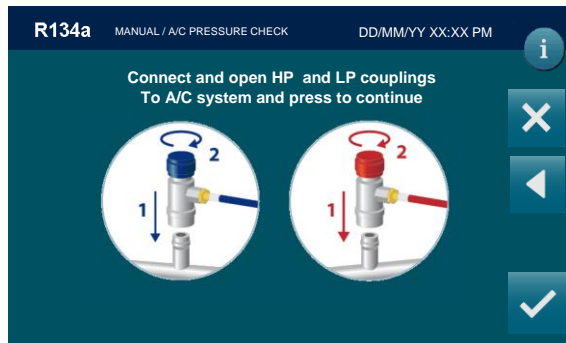 R134a MANUAL / A/C PRESSURE CHECK DD/MM/YY XX:XX PM
i
Connect and open HP and LP couplings
To A/C system and press to continue
2 2
1 1